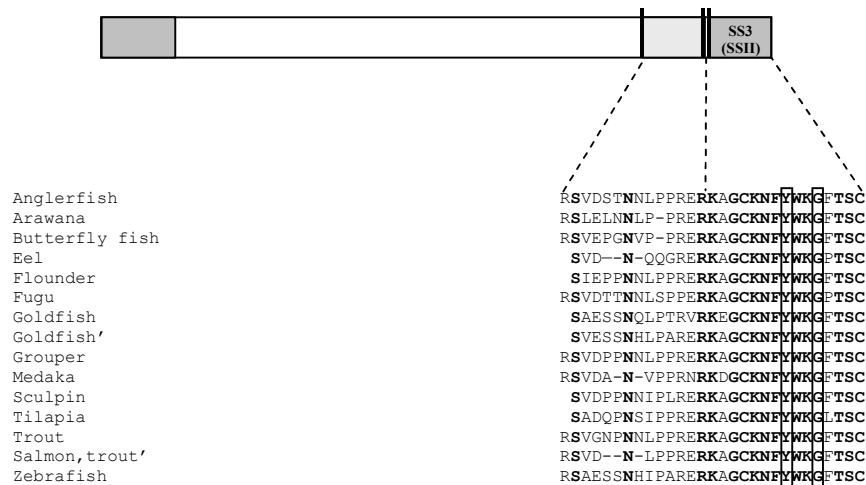 SS3
(SSII)
Anglerfish RSVDSTNNLPPRERKAGCKNFYWKGFTSC
Arawana RSLELNNLP-PRERKAGCKNFYWKGFTSC
Butterfly fish RSVEPGNVP-PRERKAGCKNFYWKGFTSC
Eel SVD--N-QQGRERKAGCKNFYWKGPTSC
Flounder SIEPPNNLPPRERKAGCKNFYWKGFTSC
Fugu RSVDTTNNLSPPERKAGCKNFYWKGPTSC
Goldfish SAESSNQLPTRVRKEGCKNFYWKGFTSC
Goldfish’ SVESSNHLPARERKAGCKNFYWKGFTSC
Grouper RSVDPPNNLPPRERKAGCKNFYWKGFTSC
Medaka RSVDA-N-VPPRNRKDGCKNFYWKGFTSC
Sculpin SVDPPNNIPLRERKAGCKNFYWKGFTSC
Tilapia SADQPNSIPPRERKAGCKNFYWKGLTSC
Trout RSVGNPNNLPPRERKAGCKNFYWKGFTSC
Salmon,trout’ RSVD--N-LPPRERKAGCKNFYWKGFTSC
Zebrafish RSAESSNHIPARERKAGCKNFYWKGFTSC